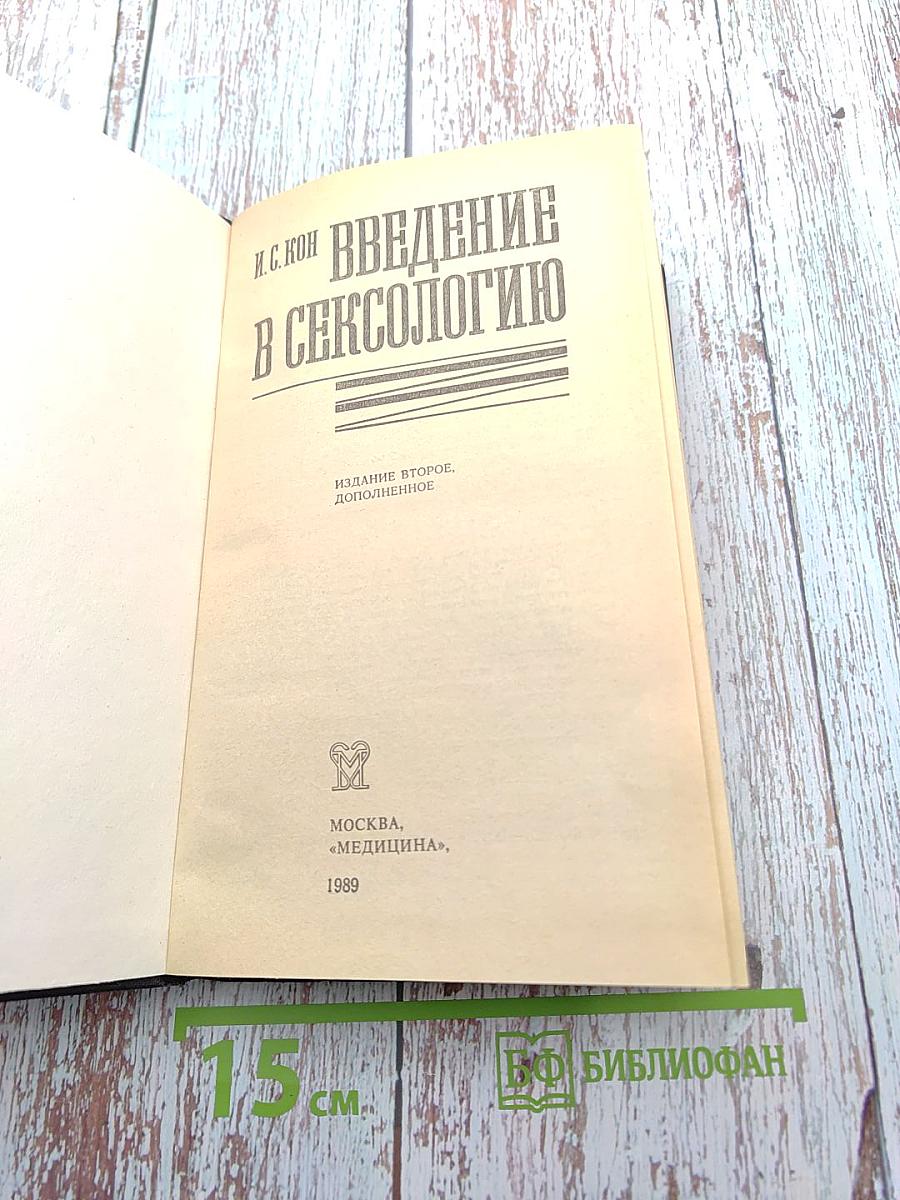 И. С. КОН ВВЕДЕНИЕ
В СЕКСОЛОГИЮ
ИЗДАНИЕ ВТОРОЕ,
ДОПОЛНЕННОЕ
М
МОСКВА,
«МЕДИЦИНА»,
1989
15 см
БФ БИБЛИОФАН